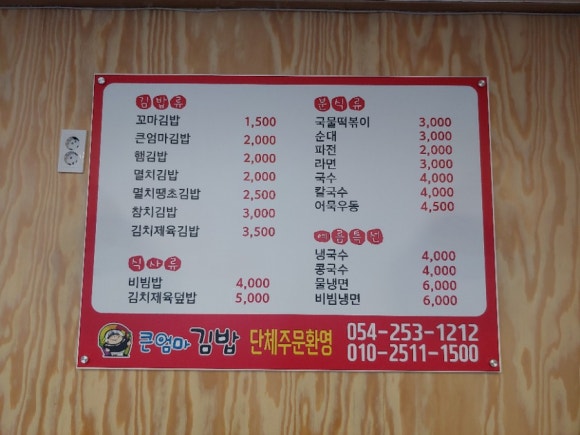 김밥류
꼬마김밥 1,500
큰엄마김밥 2,000
햄김밥 2,000
멸치김밥 2,000
멸치땡초김밥 2,500
참치김밥 3,000
김치제육김밥 3,500
식사류
비빔밥 4,000
김치제육덮밥 5,000
분식류
국물떡볶이 3,000
순대 3,000
파전 2,000
라면 3,000
국수 4,000
칼국수 4,000
어묵우동 4,500
여름특선
냉국수 4,000
콩국수 4,000
물냉면 6,000
비빔냉면 6,000
큰엄마 김밥 단체주문환영
054-253-1212
010-2511-1500